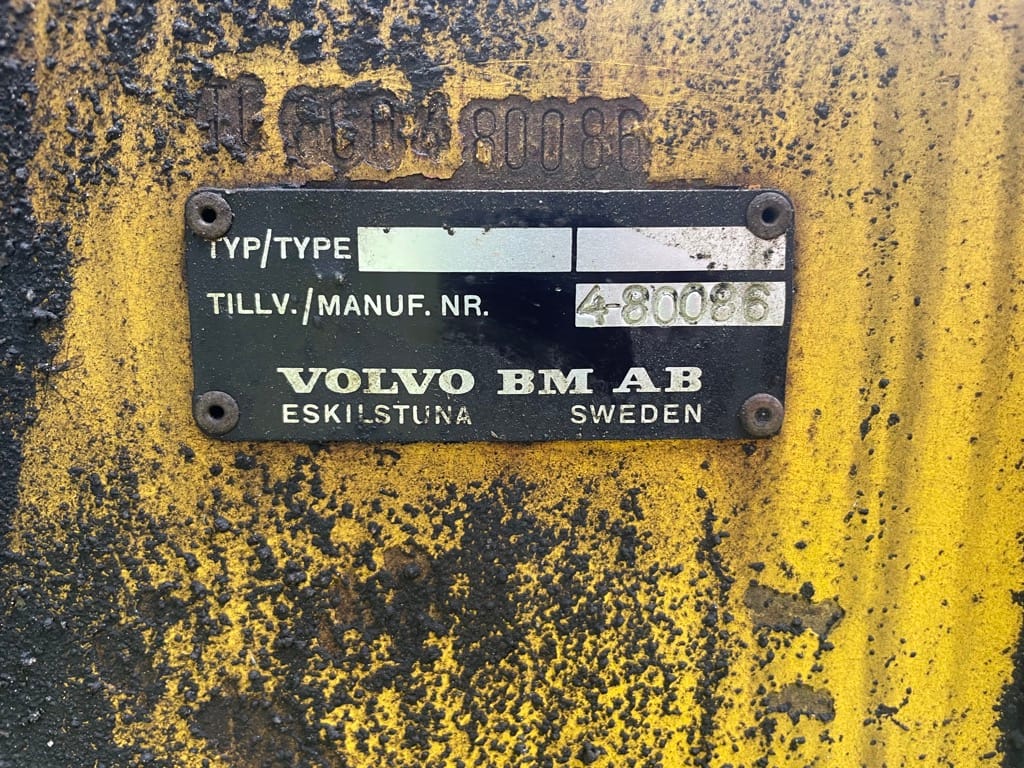 80086
TYP/TYPE
TILLV./MANUF. NR. 4-80086
VOLVO BM AB
ESKILSTUNA SWEDEN